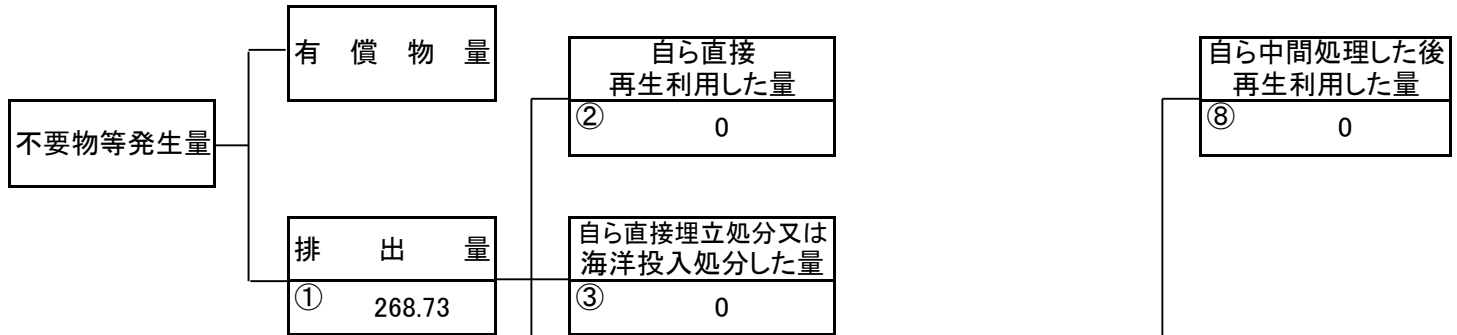 有償物量
自ら直接
再生利用した量
② 0
自ら中間処理した後
再生利用した量
⑧ 0
不要物等発生量
排出量
① 268.73
自ら直接埋立処分又は
海洋投入処分した量
③ 0